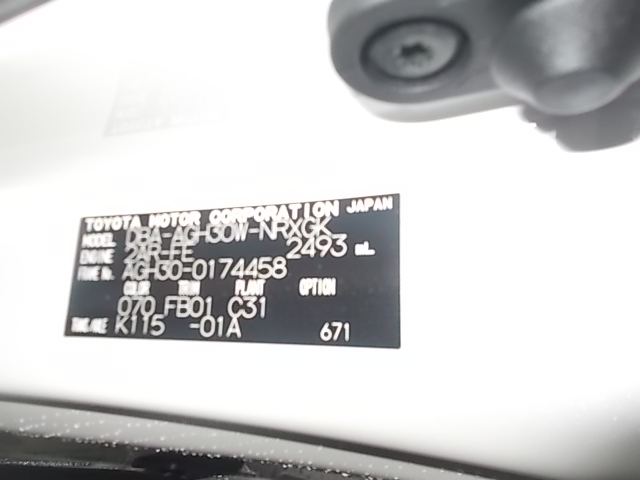 TOYOTA MOTOR CORPORATION JAPAN
MODEL DBA-AGH30W-NRXGK
ENGINE 2AR-FE 2493 mL
FRAME No. AGH30-0174458
COLOR TRIM PLANT OPTION
070 FB01 C31
TRANS/AXLE K115 -01A 671